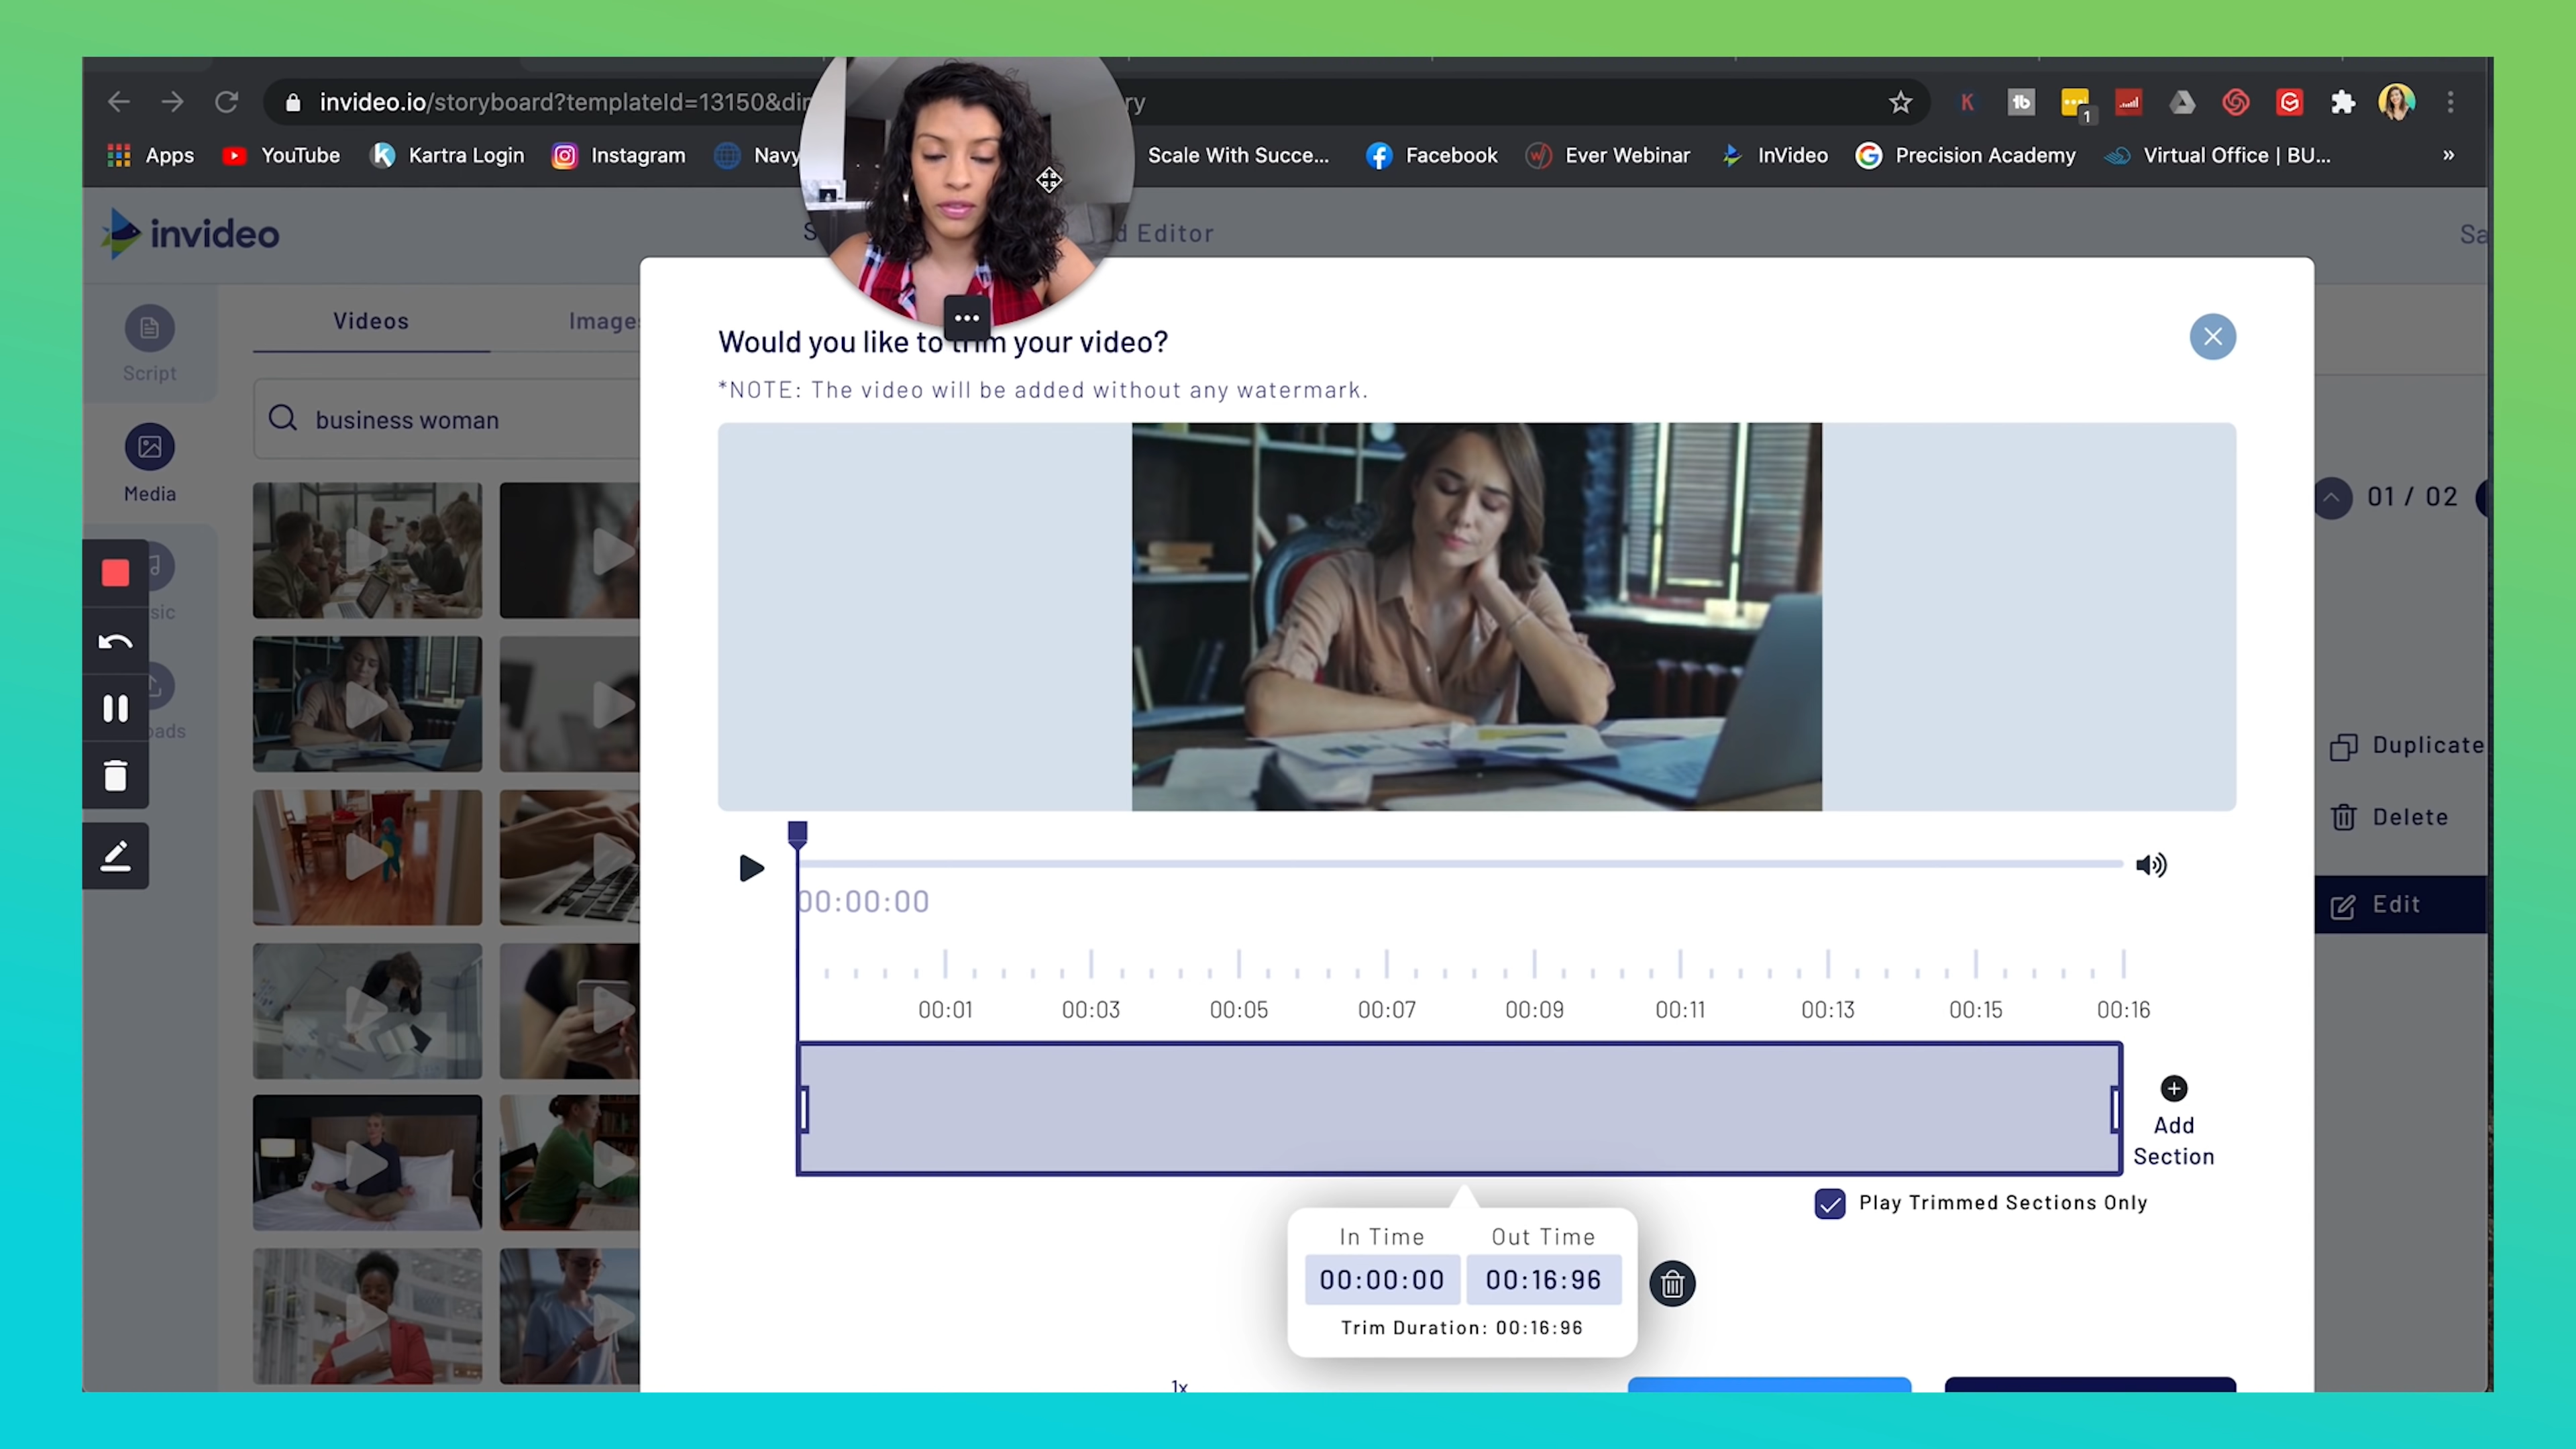 invideo.io/storyboard?templateId=13150&di
ry
1
Apps
YouTube
Kartra Login
Instagram
Navy
Scale With Succe...
Facebook
Ever Webinar
InVideo
Precision Academy
Virtual Office | BU...
»
invideo
S
d Editor
Sa
Script
Media
sic
oads
Videos
Image
business woman
Would you like to trim your video?
*NOTE: The video will be added without any watermark.
01 / 02
Duplicate
Delete
Edit
00:00:00
00:01 00:03 00:05 00:07 00:09 00:11 00:13 00:15 00:16
Add
Section
Play Trimmed Sections Only
In Time Out Time
00:00:00 00:16:96
Trim Duration: 00:16:96
1x